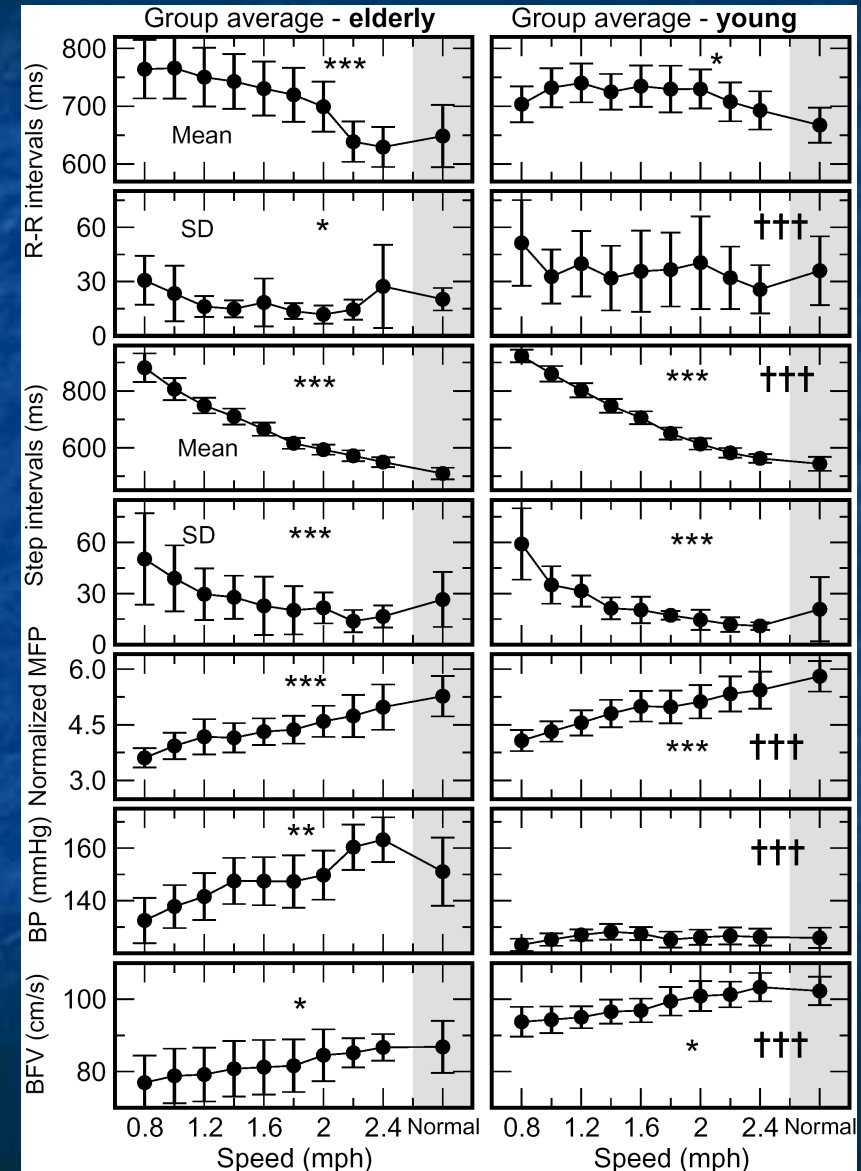 Group average - elderly
Group average - young
R-R intervals (ms)
800
700
600
Mean
***
*
60
30
0
SD
*
†††
Step intervals (ms)
800
600
Mean
***
***
†††
60
30
0
SD
***
***
Normalized MFP
6.0
4.5
3.0
***
***
†††
BP (mmHg)
160
140
**
†††
BFV (cm/s)
100
80
*
*
†††
0.8 1.2 1.6 2 2.4 Normal
0.8 1.2 1.6 2 2.4 Normal
Speed (mph)
Speed (mph)